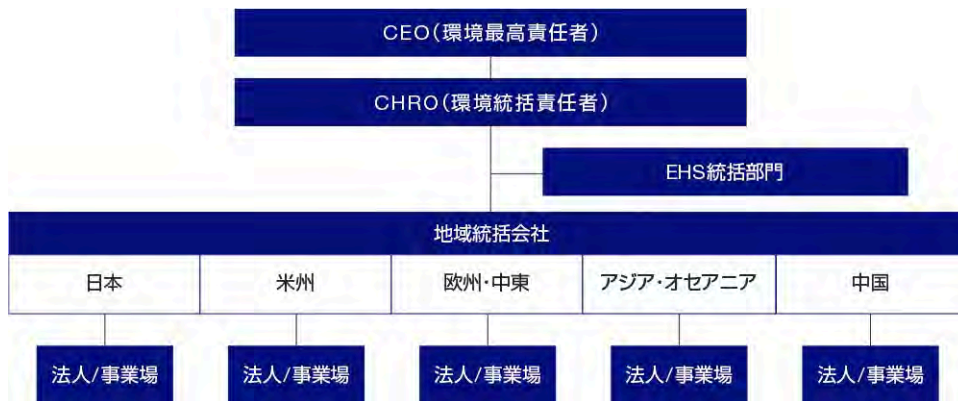 CEO(環境最高責任者)
CHRO(環境統括責任者)
EHS統括部門
地域統括会社
日本
米州
欧州・中東
アジア・オセアニア
中国
法人/事業場
法人/事業場
法人/事業場
法人/事業場
法人/事業場